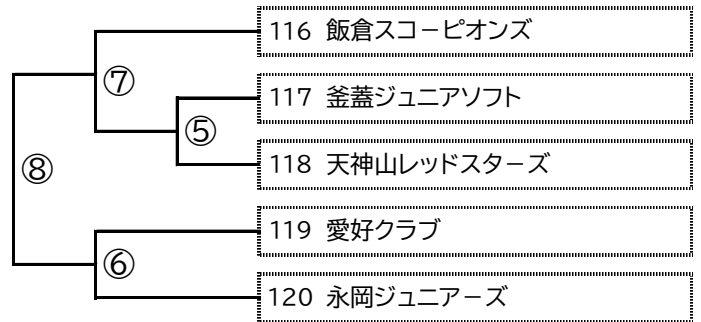 116 飯倉スコーピオンズ
⑦
117 釜蓋ジュニアソフト
⑤
118 天神山レッドスターズ
⑧
119 愛好クラブ
⑥
120 永岡ジュニアーズ